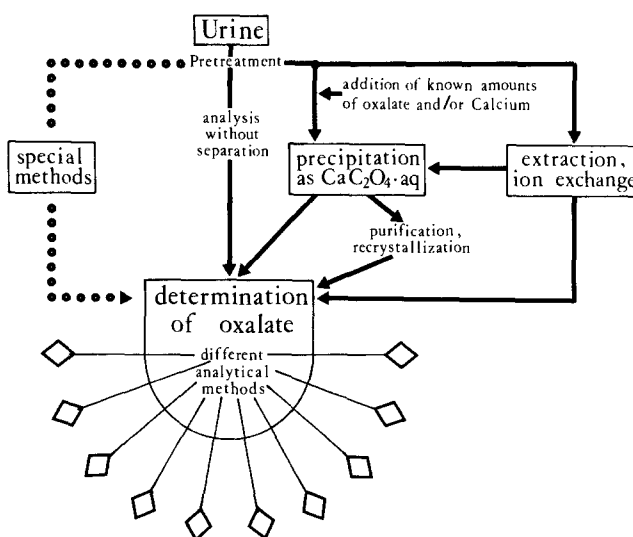 Urine
Pretreatment
addition of known amounts
of oxalate and/or Calcium
analysis
without
separation
special
methods
precipitation
as CaC₂O₄·aq
extraction,
ion exchange
purification,
recrystallization
determination
of oxalate
different
analytical
methods